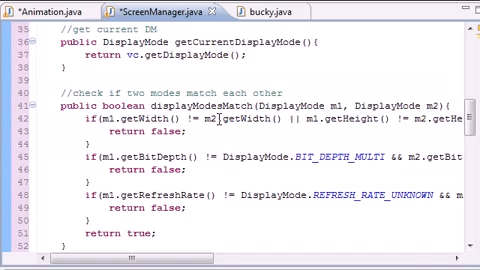 *Animation.java
*ScreenManager.java
bucky.java
35 //get current DM
36 public DisplayMode getCurrentDisplayMode(){
37 return vc.getDisplayMode();
38 }
39
40 //check if two modes match each other
41 public boolean displayModesMatch(DisplayMode m1, DisplayMode m2){
42 if(m1.getWidth() != m2.getWidth() || m1.getHeight() != m2.getHe
43 return false;
44 }
45 if(m1.getBitDepth() != DisplayMode.BIT_DEPTH_MULTI && m2.getBit
46 return false;
47 }
48 if(m1.getRefreshRate() != DisplayMode.REFRESH_RATE_UNKNOWN && m
49 return false;
50 }
51 return true;
52 }